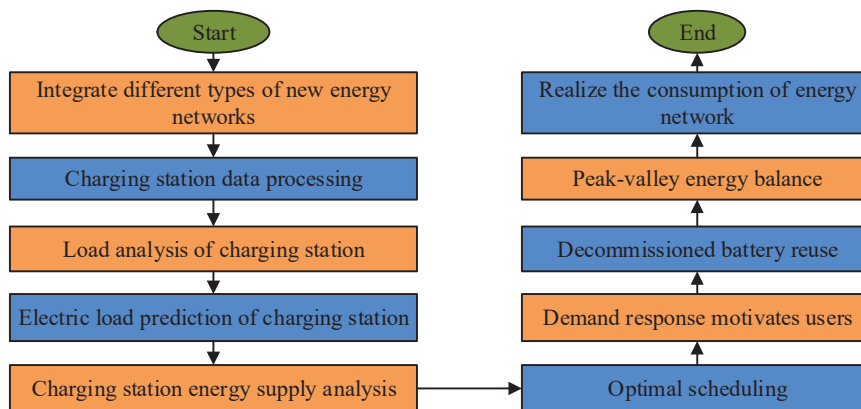 Start
Integrate different types of new energy
networks
Charging station data processing
Load analysis of charging station
Electric load prediction of charging station
Charging station energy supply analysis
Optimal scheduling
Demand response motivates users
Decommissioned battery reuse
Peak-valley energy balance
Realize the consumption of energy
network
End